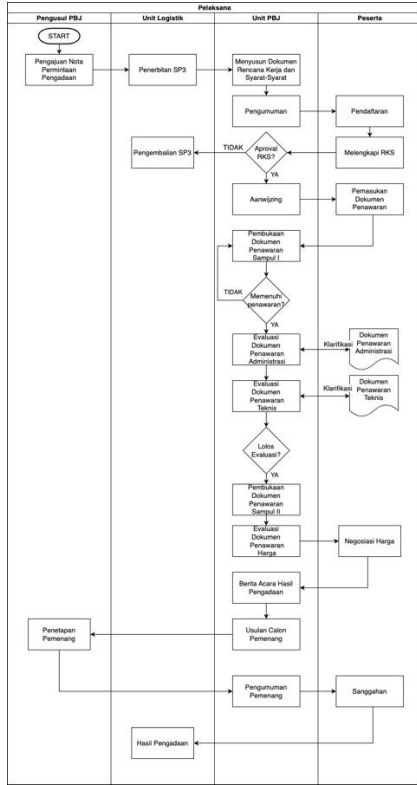 Pelaksana
Pengusul PBJ
Unit Logistik
Unit PBJ
Peserta
START
Pengajuan Nota
Permintaan
Pengadaan
Penerbitan SP3
Menyusun Dokumen
Rencana Kerja dan
Syarat-Syarat
Pengumuman
Pendaftaran
Pengembalian SP3
TIDAK
Aproval
RKS?
Melengkapi RKS
YA
Aanwijzing
Pemasukan
Dokumen
Penawaran
Pembukaan
Dokumen
Penawaran
Sampul I
TIDAK
Memenuhi
penawaran?
YA
Evaluasi
Dokumen
Penawaran
Administrasi
Klarifikasi
Dokumen
Penawaran
Administrasi
Evaluasi
Dokumen
Penawaran
Teknis
Klarifikasi
Dokumen
Penawaran
Teknis
Lolos
Evaluasi?
YA
Pembukaan
Dokumen
Penawaran
Sampul II
Evaluasi
Dokumen
Penawaran
Harga
Negosiasi Harga
Berita Acara Hasil
Pengadaan
Penetapan
Pemenang
Usulan Calon
Pemenang
Pengumuman
Pemenang
Sanggahan
Hasil Pengadaan